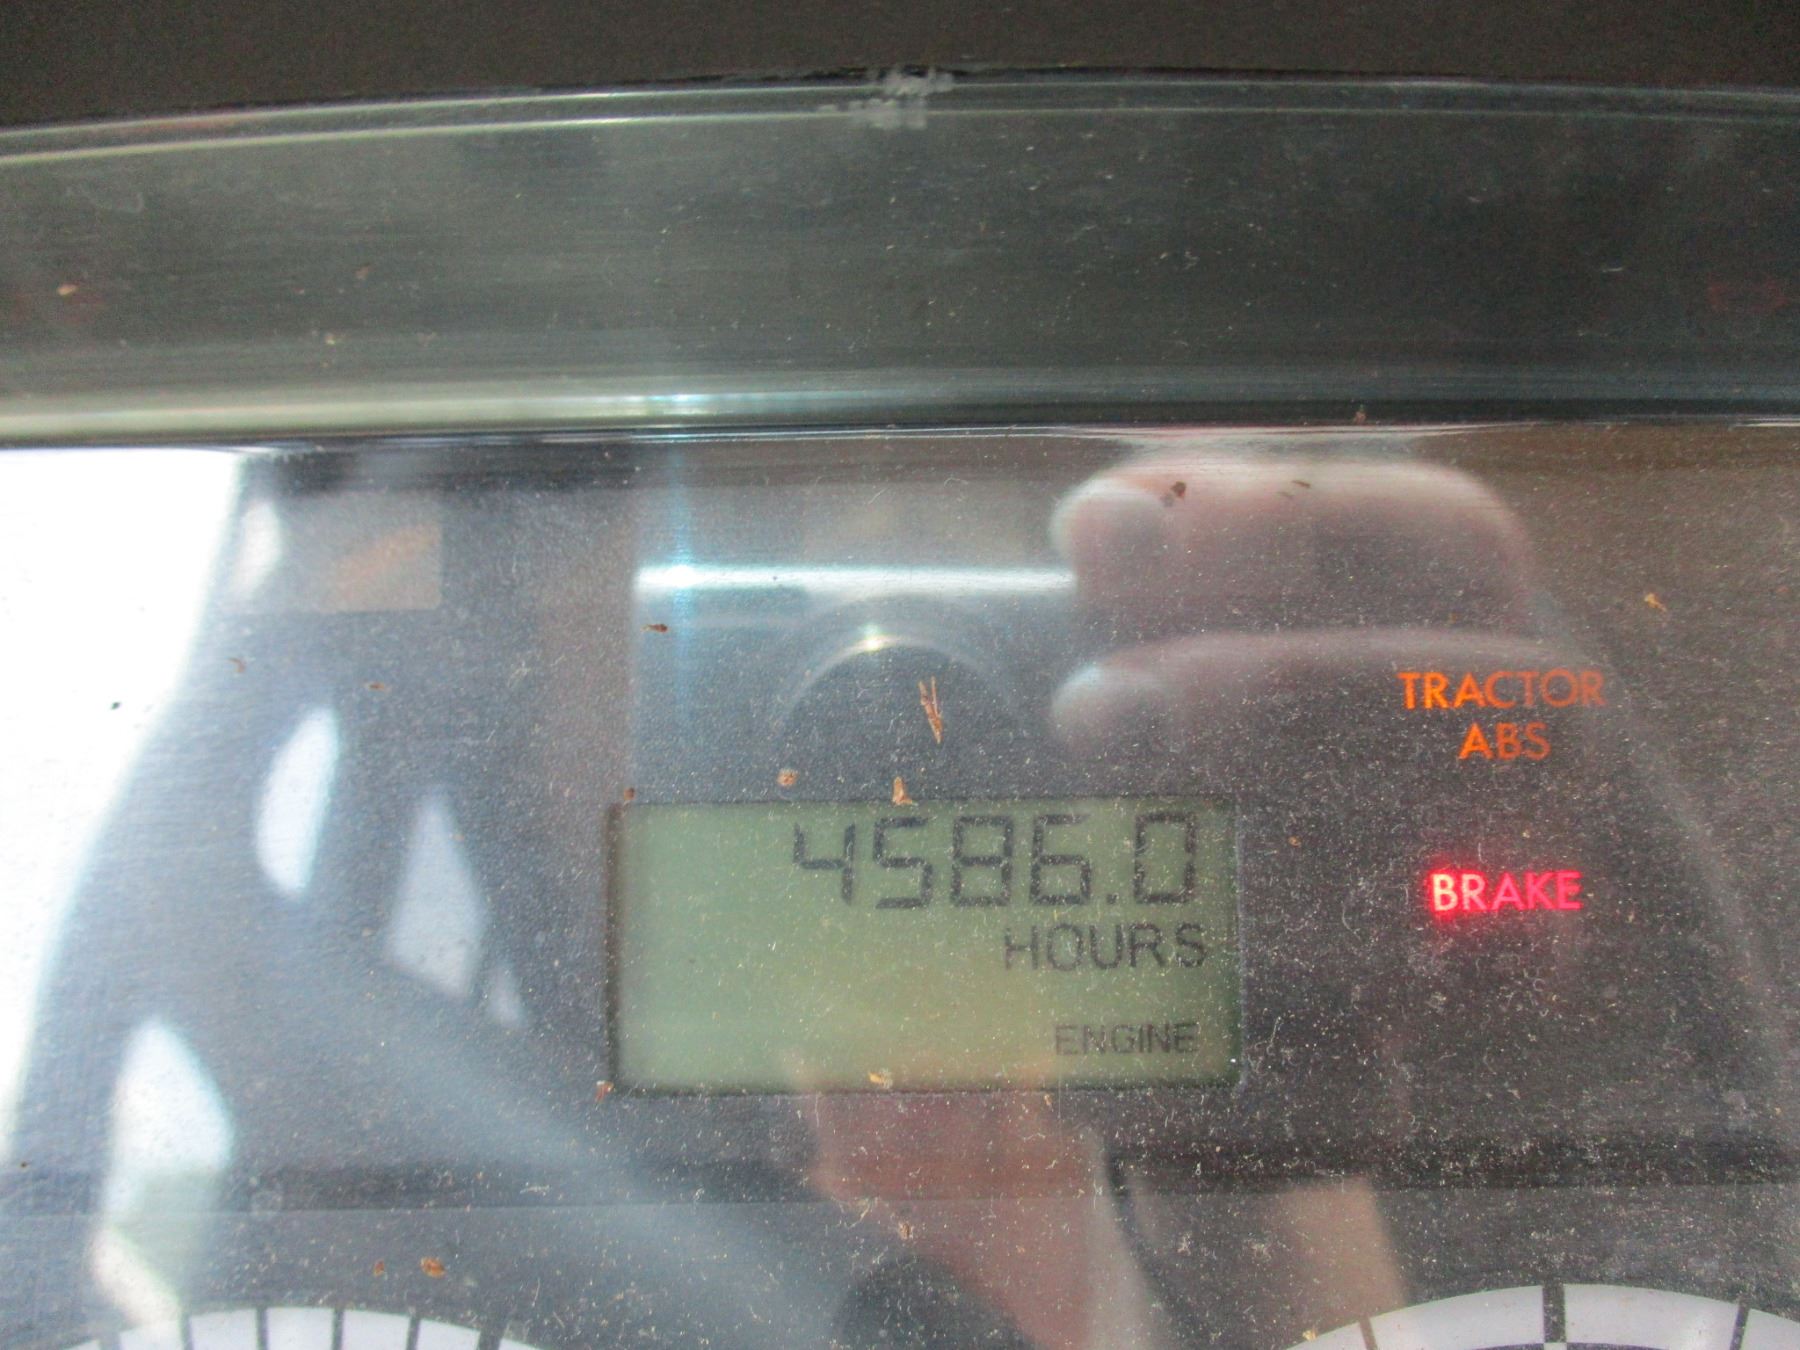 TRACTOR
ABS
4586.0
HOURS
BRAKE
ENGINE